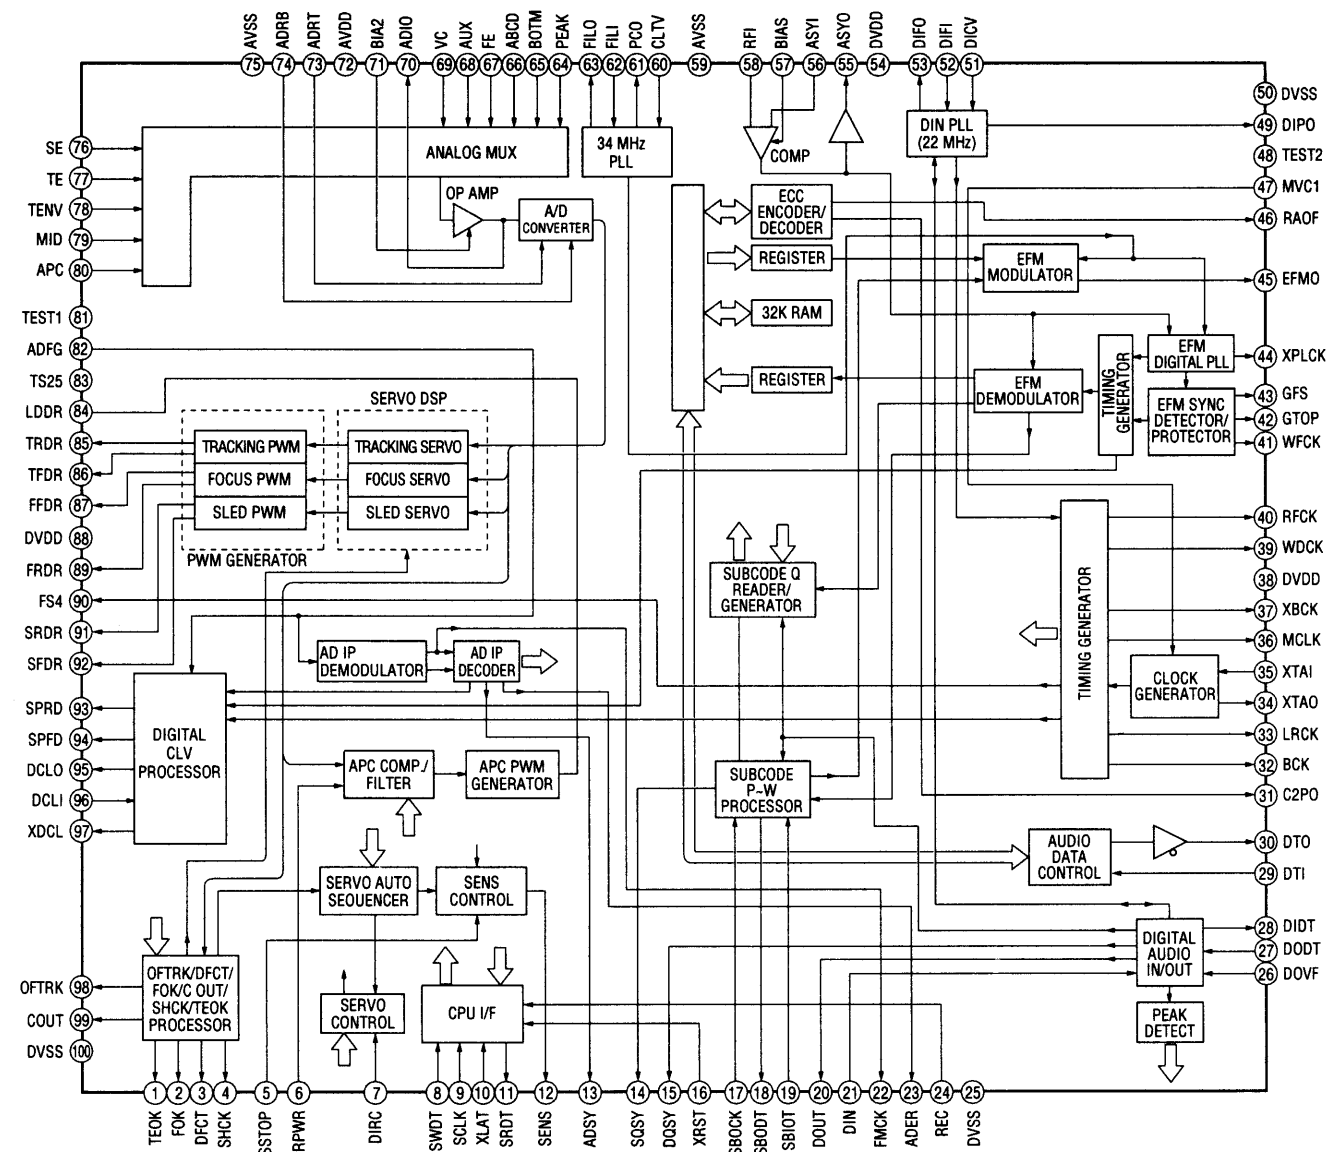 AVSS ADRB ADRT AVDD BIA2 ADIO VC AUX FE ABCD BOTM PEAK FILO FILI PCO CLTV AVSS RFI BIAS ASYI ASYO DVDD DIFO DIFI DICV
75 74 73 72 71 70 69 68 67 66 65 64 63 62 61 60 59 58 57 56 55 54 53 52 51
50 DVSS
49 DIPO
48 TEST2
47 MVC1
46 RAOF
45 EFMO
44 XPLCK
43 GFS
42 GTOP
41 WFCK
40 RFCK
39 WDCK
38 DVDD
37 XBCK
36 MCLK
35 XTAI
34 XTAO
33 LRCK
32 BCK
31 C2PO
30 DTO
29 DTI
28 DIDT
27 DODT
26 DOVF
SE 76
TE 77
TENV 78
MID 79
APC 80
TEST1 81
ADFG 82
TS25 83
LDDR 84
TRDR 85
TFDR 86
FFDR 87
DVDD 88
FRDR 89
FS4 90
SRDR 91
SFDR 92
SPRD 93
SPFD 94
DCLO 95
DCLI 96
XDCL 97
OFTRK 98
COUT 99
DVSS 100
ANALOG MUX
34 MHz
PLL
COMP
DIN PLL
(22 MHz)
OP AMP
A/D
CONVERTER
ECC
ENCODER/
DECODER
REGISTER
32K RAM
REGISTER
EFM
MODULATOR
EFM
DEMODULATOR
TIMING
GENERATOR
EFM
DIGITAL PLL
EFM SYNC
DETECTOR/
PROTECTOR
SERVO DSP
TRACKING PWM
FOCUS PWM
SLED PWM
PWM GENERATOR
TRACKING SERVO
FOCUS SERVO
SLED SERVO
SUBCODE Q
READER/
GENERATOR
TIMING GENERATOR
CLOCK
GENERATOR
AD IP
DEMODULATOR
AD IP
DECODER
DIGITAL
CLV
PROCESSOR
APC COMP./
FILTER
APC PWM
GENERATOR
SUBCODE
P~W
PROCESSOR
AUDIO
DATA
CONTROL
SERVO AUTO
SEQUENCER
SENS
CONTROL
DIGITAL
AUDIO
IN/OUT
OFTRK/DFCT/
FOK/C OUT/
SHCK/TEOK
PROCESSOR
SERVO
CONTROL
CPU I/F
PEAK
DETECT
1 2 3 4 5 6 7 8 9 10 11 12 13 14 15 16 17 18 19 20 21 22 23 24 25
TEOK FOK DFCT SHCK SSTOP RPWR DIRC SWDT SCLK XLAT SRDT SENS ADSY SQSY DQSY XRST SBOCK SBODT SBIOT DOUT DIN FMCK ADER REC DVSS